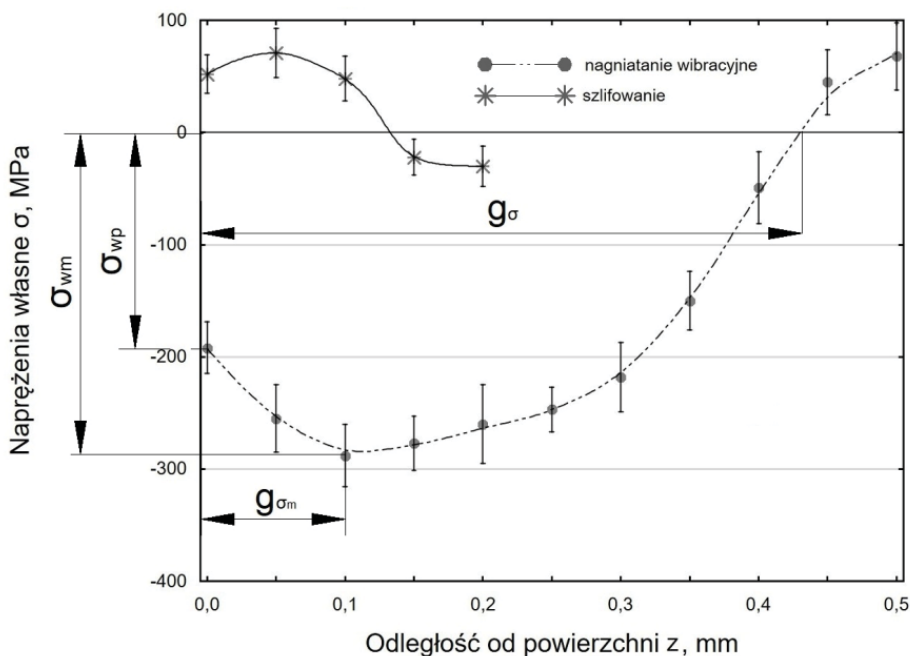 100
0
-100
-200
-300
-400
Naprężenia własne σ, MPa
σwm
σwp
nagniatanie wibracyjne
szlifowanie
gσ
gσm
0,0
0,1
0,2
0,3
0,4
0,5
Odległość od powierzchni z, mm